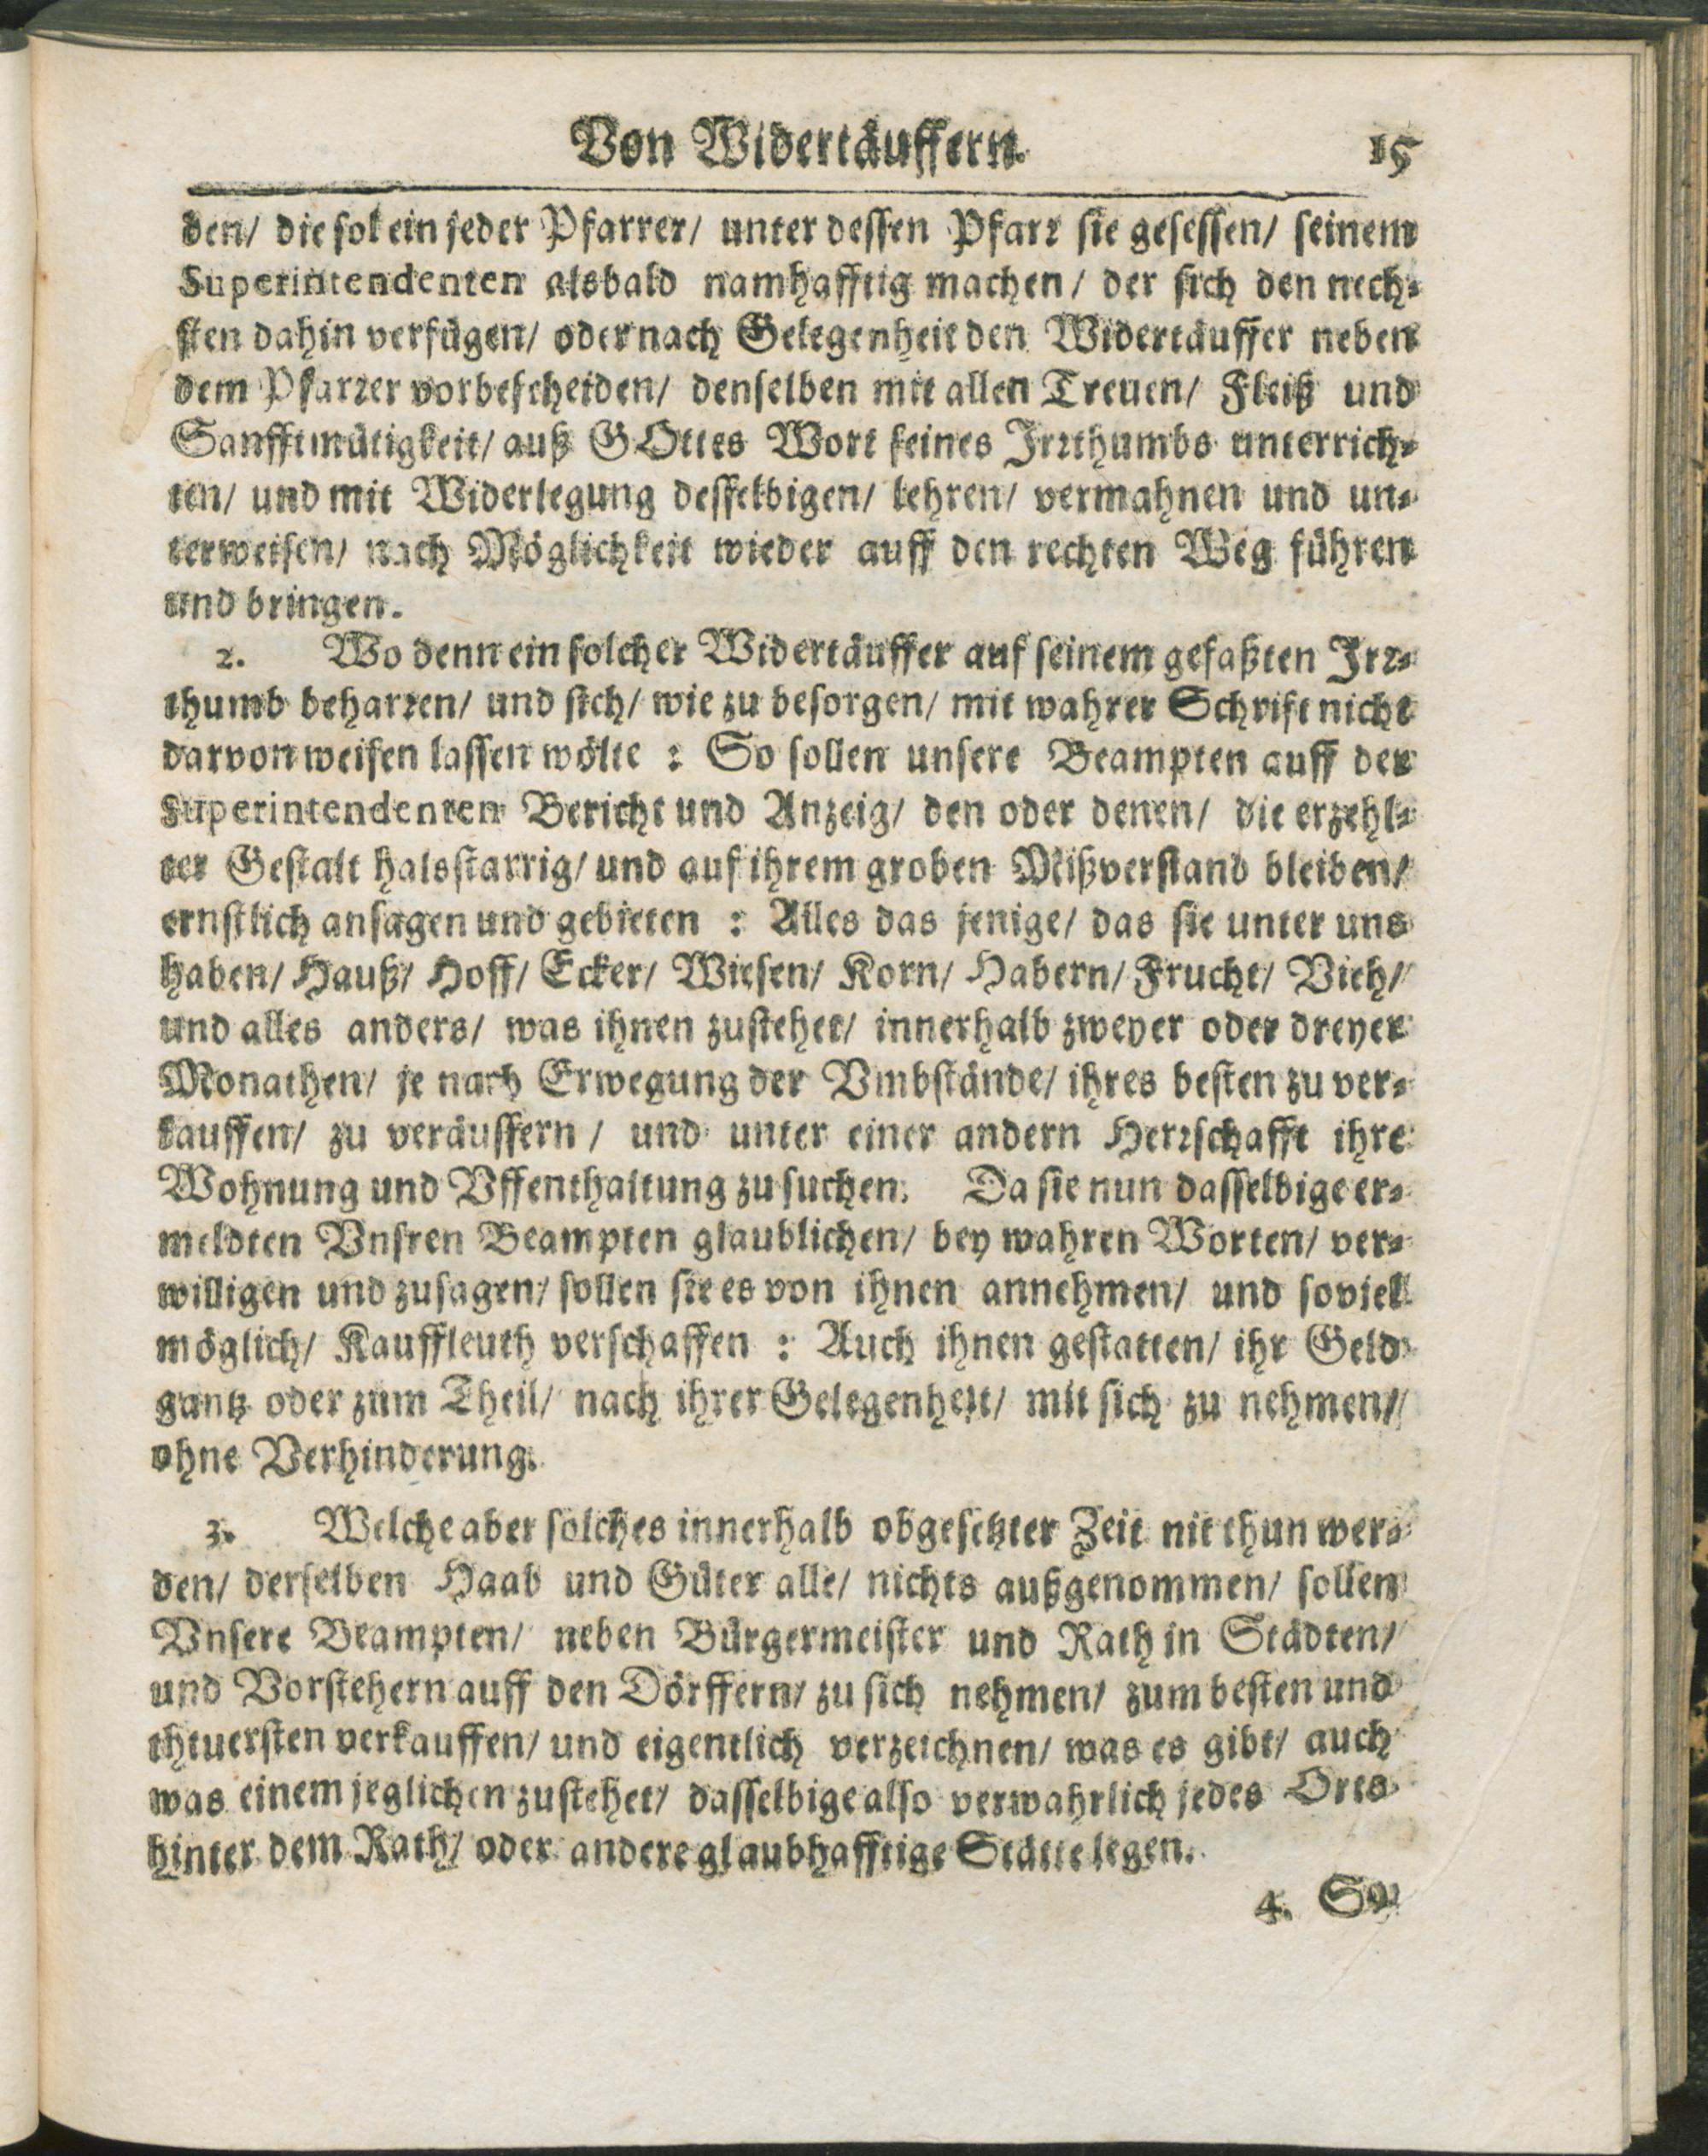 Von Widertäuffern. 15
den/ die sol ein jeder Pfarrer/ unter dessen Pfarr sie gesessen/ seinem
Superintendenten alsbald namhafftig machen/ der sich den nech-
sten dahin verfügen/ oder nach Gelegenheit den Widertäuffer neben
dem Pfarrer vorbescheiden/ denselben mit allen Treuen/ Fleiß und
Sanfftmütigkeit/ auß GOttes Wort seines Irrthumbs unterrich-
ten/ und mit Widerlegung desselbigen/ lehren/ vermahnen und un-
terweisen/ nach Möglichkeit wieder auff den rechten Weg führen
und bringen.
2. Wo denn ein solcher Widertäuffer auf seinem gefaßten Irr-
thumb beharren/ und sich/ wie zu besorgen/ mit wahrer Schrift nicht
darvon weisen lassen wölte : So sollen unsere Beampten auff der
Superintendenten Bericht und Anzeig/ den oder denen/ die erzehl-
ter Gestalt halsstarrig/ und auf ihrem groben Mißverstand bleiben/
ernstlich ansagen und gebieten : Alles das jenige/ das sie unter uns
haben/ Hauß/ Hoff/ Ecker/ Wiesen/ Korn/ Habern/ Frucht/ Vieh/
und alles anders/ was ihnen zustehet/ innerhalb zweyer oder dreyer
Monathen/ je nach Erwegung der Vmbstände/ ihres besten zu ver-
kauffen/ zu veräussern / und unter einer andern Herrschafft ihre
Wohnung und Vffenthaltung zu suchen. Da sie nun dasselbige er-
meldten Vnsren Beampten glaublichen/ bey wahren Worten/ ver-
willigen und zusagen/ sollen sie es von ihnen annehmen/ und soviel
möglich/ Kauffleuth verschaffen : Auch ihnen gestatten/ ihr Geld
gantz oder zum Theil/ nach ihrer Gelegenheit/ mit sich zu nehmen/
ohne Verhinderung.
3. Welche aber solches innerhalb obgesetzter Zeit nit thun wer-
den/ derselben Haab und Güter alle/ nichts außgenommen/ sollen
Vnsere Beampten/ neben Bürgermeister und Rath in Städten/
und Vorstehern auff den Dörffern/ zu sich nehmen/ zum besten und
theuersten verkauffen/ und eigentlich verzeichnen/ was es gibt/ auch
was einem jeglichen zustehet/ dasselbige also verwahrlich jedes Orts
hinter dem Rath/ oder andere glaubhafftige Stätte legen.
4. So